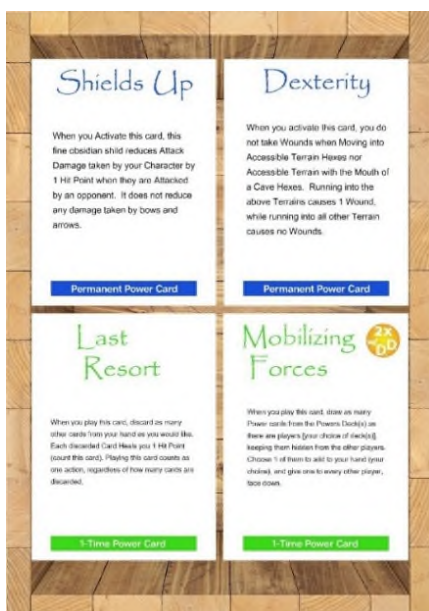 Shields Up
When you Activate this card, this
fine obsidian shild reduces Attack
Damage taken by your Character by
1 Hit Point when they are Attacked
by an opponent. It does not reduce
any damage taken by bows and
arrows.
Permanent Power Card
Dexterity
When you activate this card, you do
not take Wounds when Moving into
Accessible Terrain Hexes nor
Accessible Terrain with the Mouth of
a Cave Hexes. Running into the
above Terrains causes 1 Wound,
while running into all other Terrain
causes no Wounds.
Permanent Power Card
Last
Resort
When you play this card, discard as many
other cards from your hand as you would like.
Each discarded Card Heals you 1 Hit Point
(count this card). Playing this card counts as
one action, regardless of how many cards are
discarded.
1-Time Power Card
Mobilizing
Forces
2x
DD
When you play this card, draw as many
Power cards from the Powers Deck(s) as
there are players [your choice of deck(s)],
keeping them hidden from the other players.
Choose 1 of them to add to your hand (your
choice), and give one to every other player,
face down.
1-Time Power Card